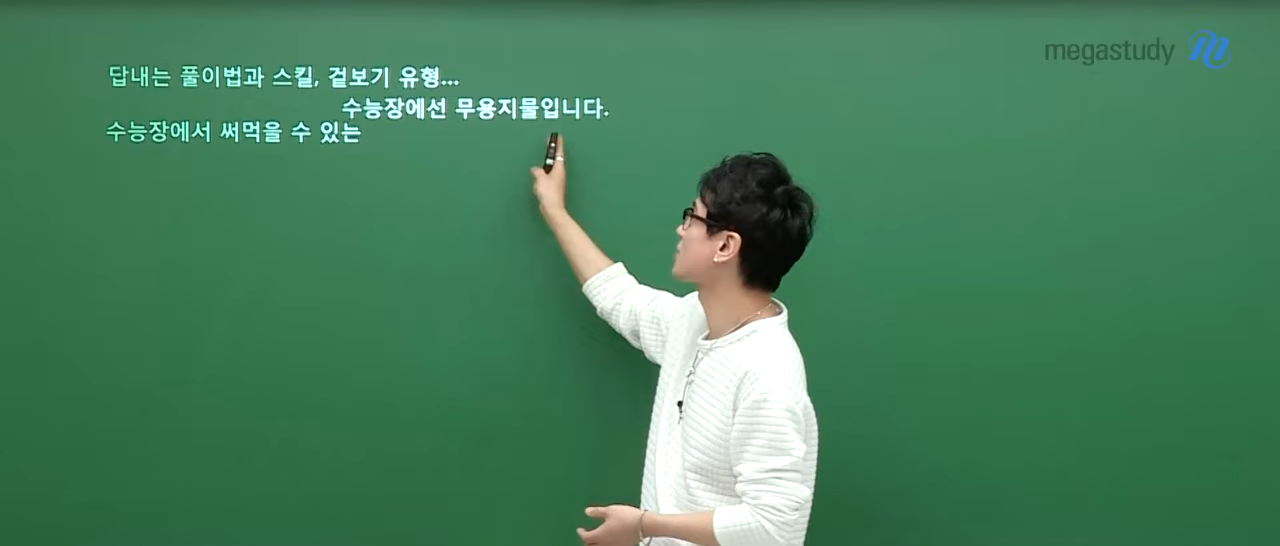 megastudy
답내는 풀이법과 스킬, 겉보기 유형...
수능장에선 무용지물입니다.
수능장에서 써먹을 수 있는